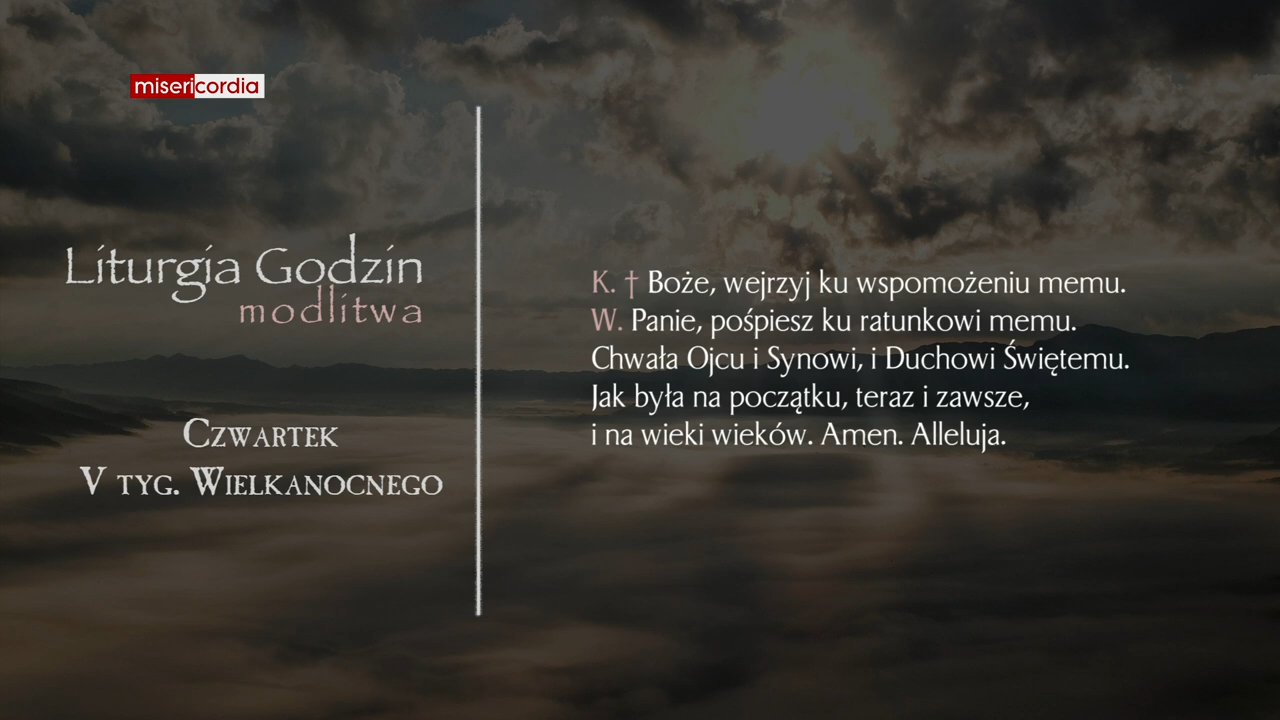 misericordia
Liturgia Godzin
modlitwa
Czwartek
V tyg. Wielkanocnego
K. † Boże, wejrzyj ku wspomożeniu memu.
W. Panie, pośpiesz ku ratunkowi memu.
Chwała Ojcu i Synowi, i Duchowi Świętemu.
Jak była na początku, teraz i zawsze,
i na wieki wieków. Amen. Alleluja.